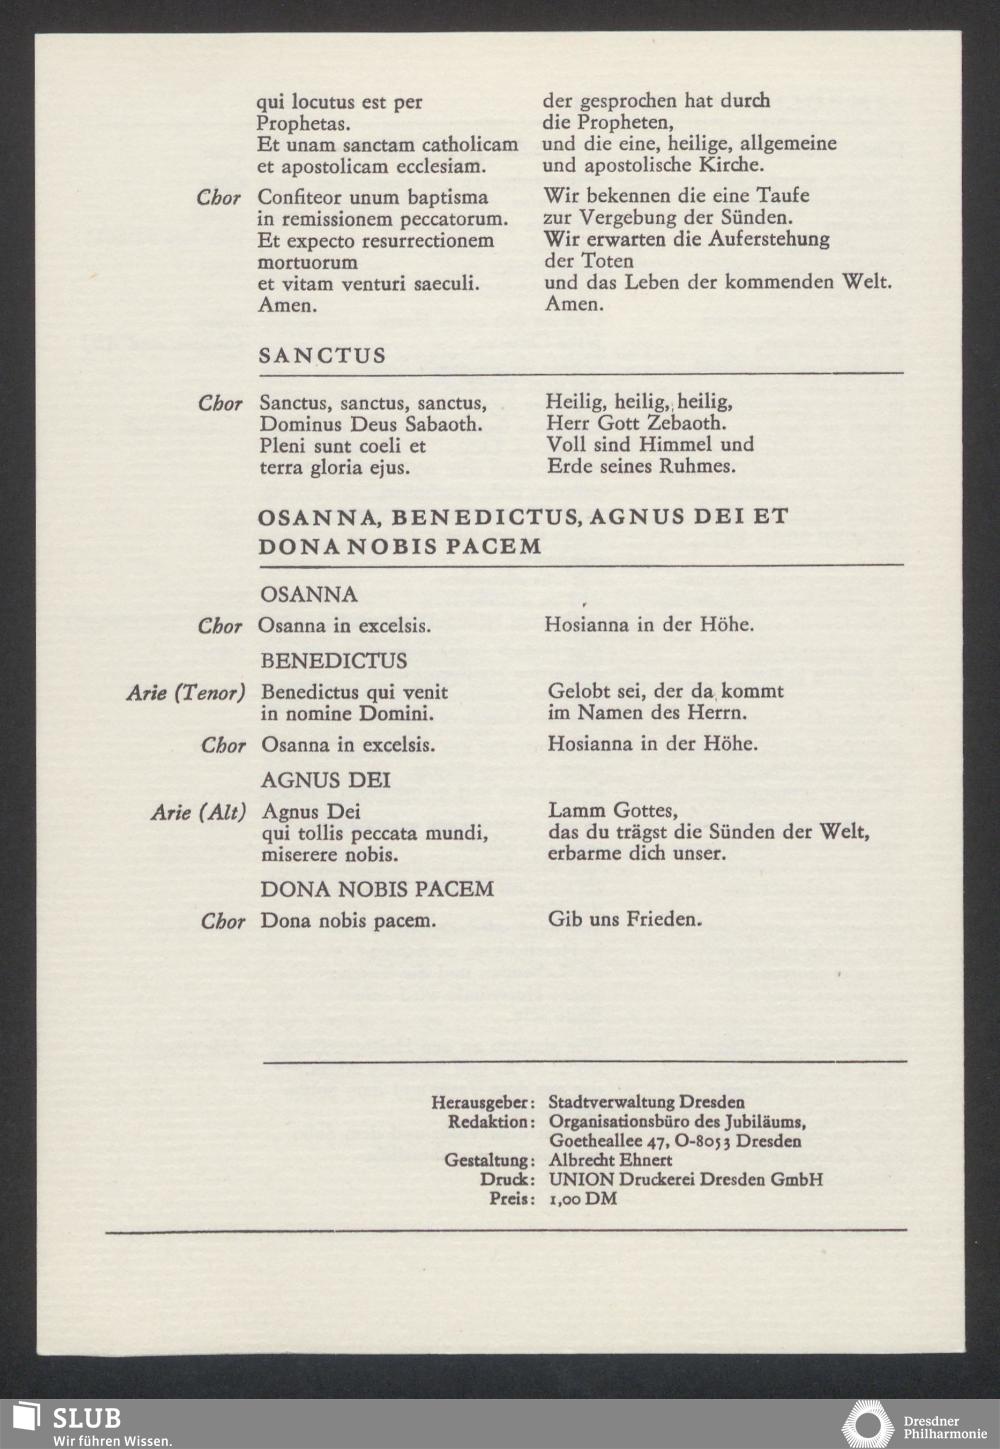 qui locutus est per
Prophetas.
Et unam sanctam catholicam
et apostolicam ecclesiam.
der gesprochen hat durch
die Propheten,
und die eine, heilige, allgemeine
und apostolische Kirche.
Chor Confiteor unum baptisma
in remissionem peccatorum.
Et expecto resurrectionem
mortuorum
et vitam venturi saeculi.
Amen.
Wir bekennen die eine Taufe
zur Vergebung der Sünden.
Wir erwarten die Auferstehung
der Toten
und das Leben der kommenden Welt.
Amen.
SANCTUS
Chor Sanctus, sanctus, sanctus,
Dominus Deus Sabaoth.
Pleni sunt coeli et
terra gloria ejus.
Heilig, heilig, heilig,
Herr Gott Zebaoth.
Voll sind Himmel und
Erde seines Ruhmes.
OSANNA, BENEDICTUS, AGNUS DEI ET
DONA NOBIS PACEM
OSANNA
Chor Osanna in excelsis.
Hosianna in der Höhe.
BENEDICTUS
Arie (Tenor) Benedictus qui venit
in nomine Domini.
Gelobt sei, der da kommt
im Namen des Herrn.
Chor Osanna in excelsis.
Hosianna in der Höhe.
AGNUS DEI
Arie (Alt) Agnus Dei
qui tollis peccata mundi,
miserere nobis.
Lamm Gottes,
das du trägst die Sünden der Welt,
erbarme dich unser.
DONA NOBIS PACEM
Chor Dona nobis pacem.
Gib uns Frieden.
Herausgeber: Stadtverwaltung Dresden
Redaktion: Organisationsbüro des Jubiläums,
Goetheallee 47, O-8053 Dresden
Gestaltung: Albrecht Ehnert
Druck: UNION Druckerei Dresden GmbH
Preis: 1,00 DM
SLUB
Wir führen Wissen.
Dresdner
Philharmonie